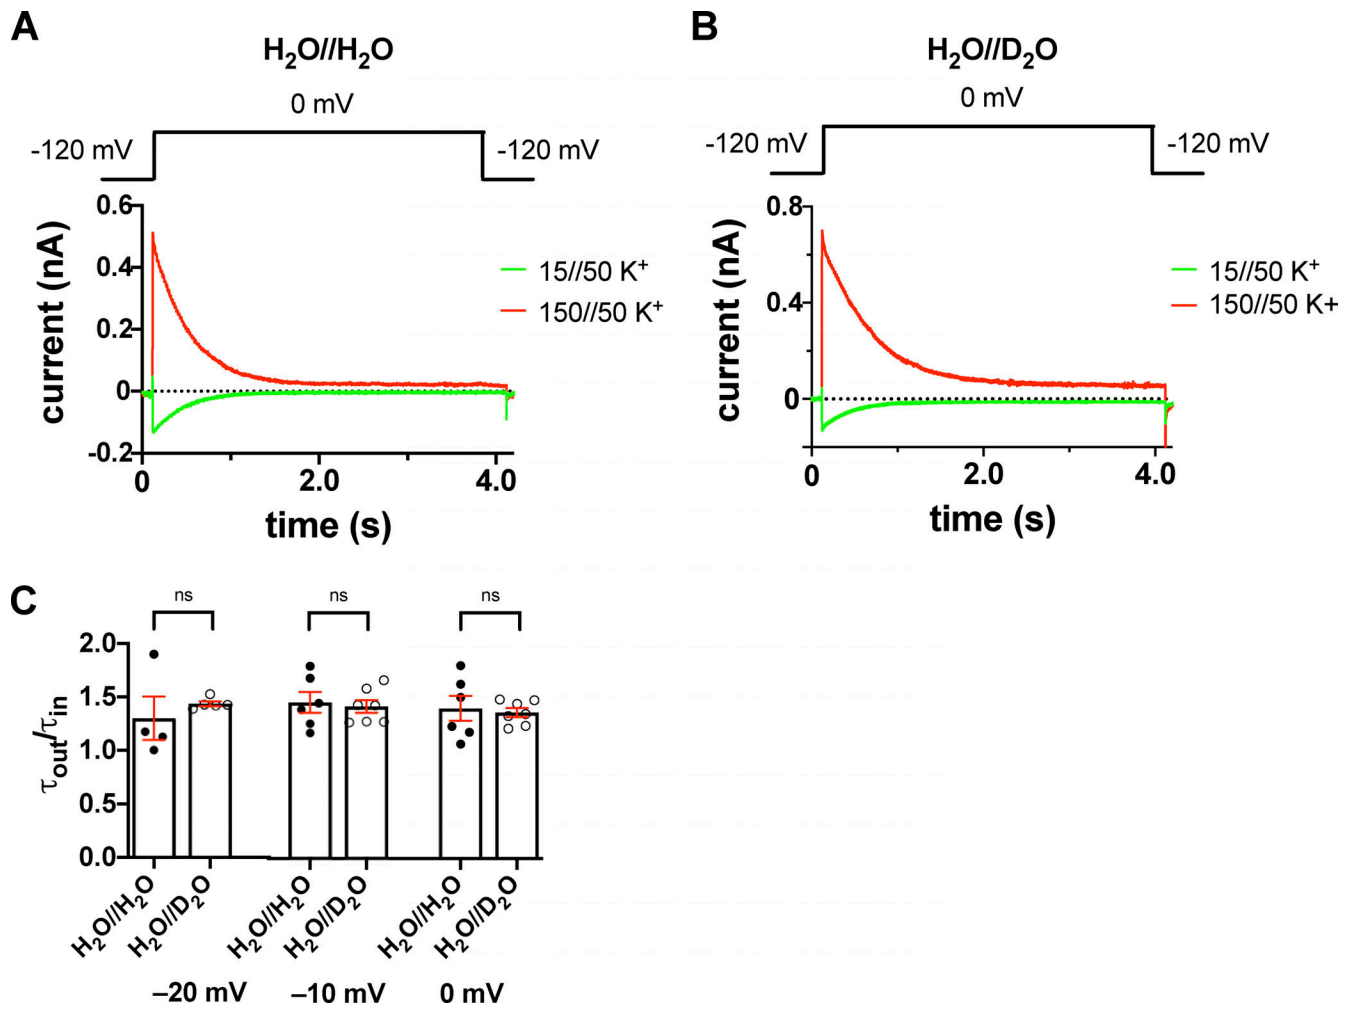 A
H₂O//H₂O
0 mV
-120 mV
-120 mV
0.6
0.4
0.2
0
-0.2
current (nA)
15//50 K⁺
150//50 K⁺
0
2.0
4.0
time (s)
B
H₂O//D₂O
0 mV
-120 mV
-120 mV
0.8
0.4
0
current (nA)
15//50 K⁺
150//50 K+
0
2.0
4.0
time (s)
C
ns
ns
ns
2.0
1.5
1.0
0.5
0.0
τout/τin
H₂O//H₂O
H₂O//D₂O
H₂O//H₂O
H₂O//D₂O
H₂O//H₂O
H₂O//D₂O
–20 mV
–10 mV
0 mV